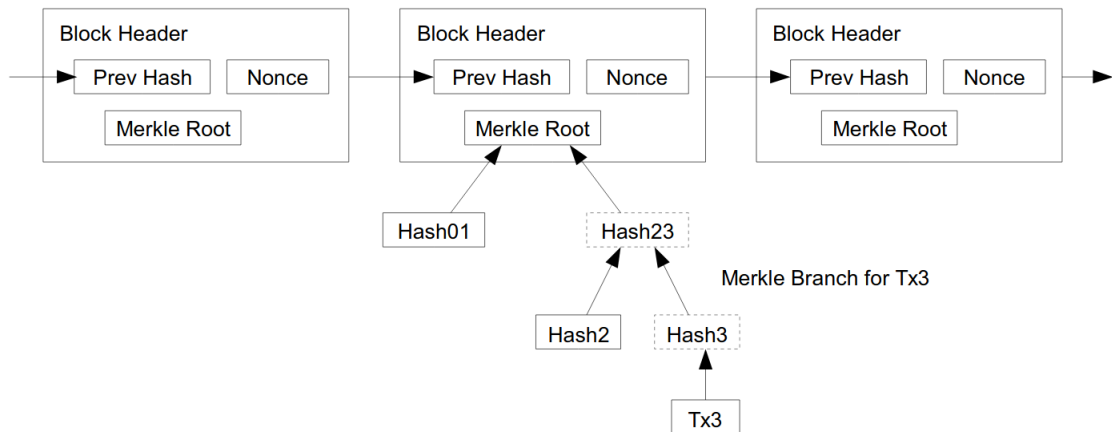 Block Header
Block Header
Block Header
Prev Hash
Nonce
Prev Hash
Nonce
Prev Hash
Nonce
Merkle Root
Merkle Root
Merkle Root
Hash01
Hash23
Merkle Branch for Tx3
Hash2
Hash3
Tx3